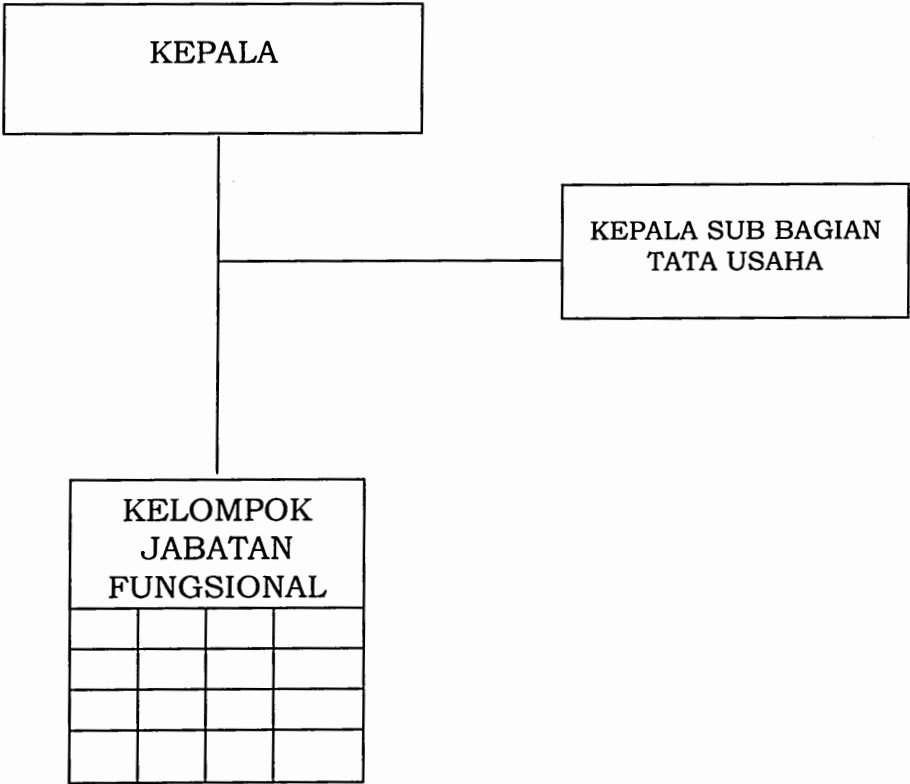 KEPALA
KEPALA SUB BAGIAN
TATA USAHA
KELOMPOK
JABATAN
FUNGSIONAL